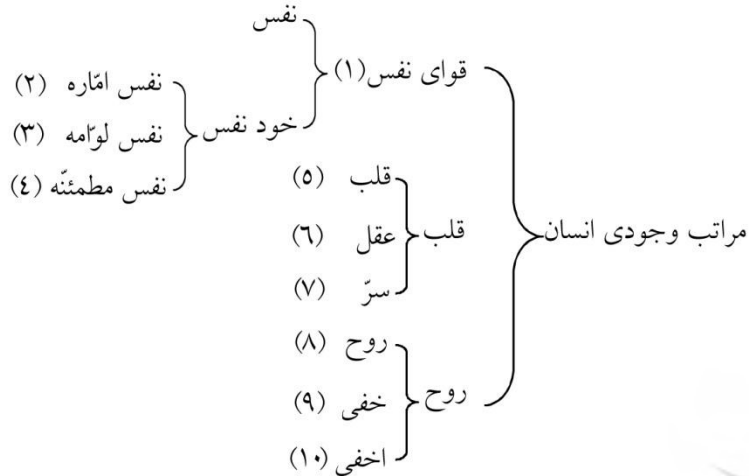 نفس
قوای نفس (۱)
خود نفس
نفس امّاره (۲)
نفس لوّامه (۳)
نفس مطمئنّه (٤)
مراتب وجودی انسان
قلب
قلب (٥)
عقل (٦)
سرّ (۷)
روح
روح (۸)
خفی (۹)
اخفی (۱۰)